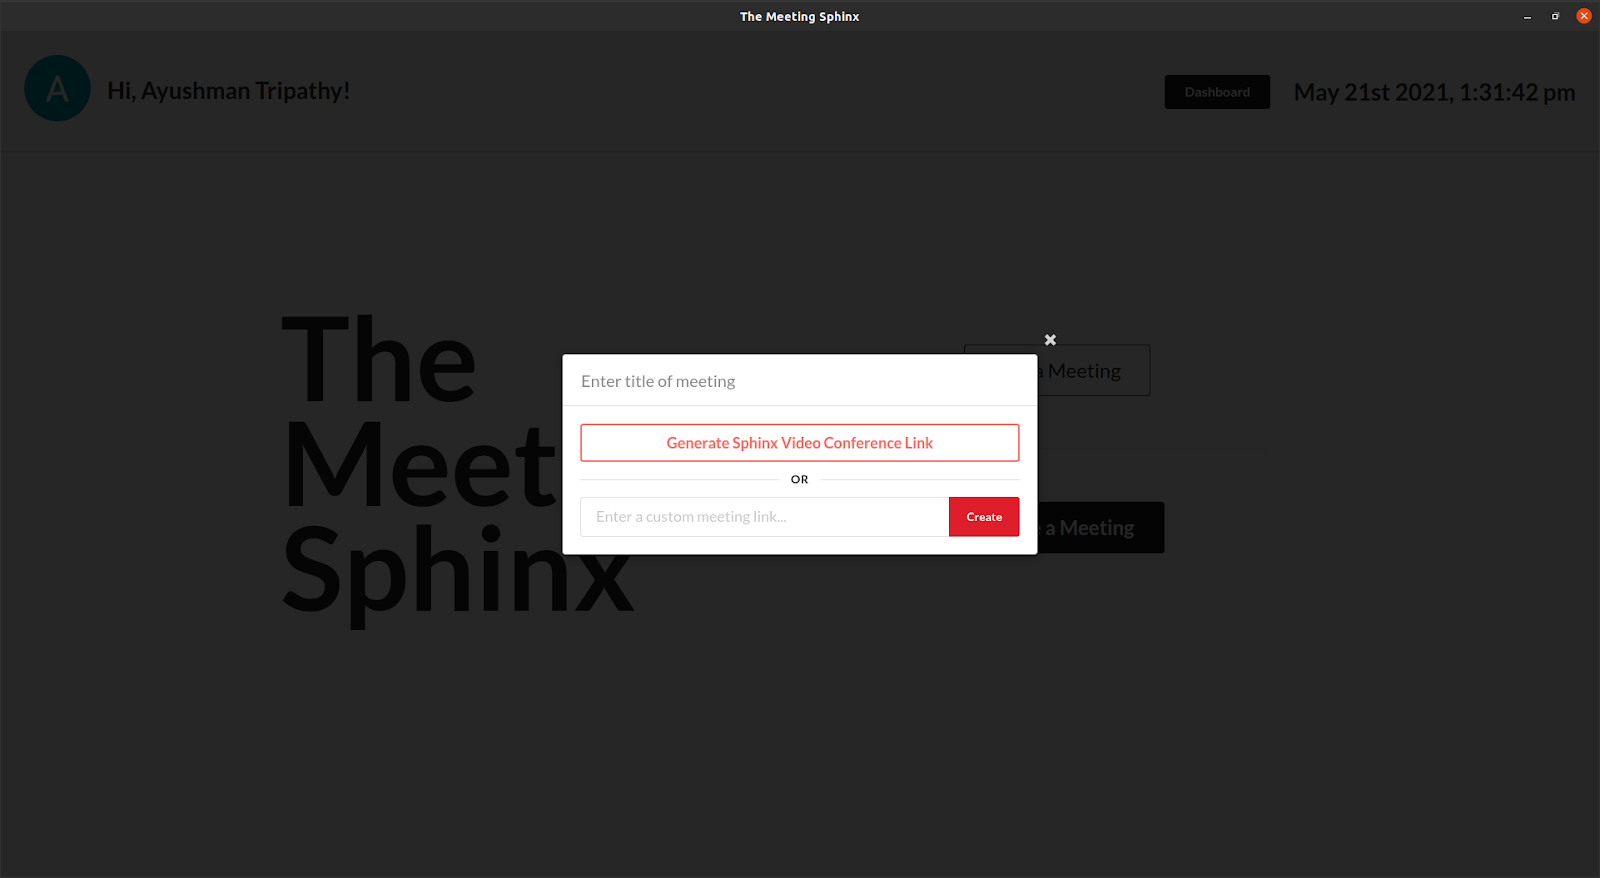 The Meeting Sphinx
A
Hi, Ayushman Tripathy!
Dashboard
May 21st 2021, 1:31:42 pm
The
Meet
Sphinx
a Meeting
a Meeting
Enter title of meeting
Generate Sphinx Video Conference Link
OR
Enter a custom meeting link...
Create